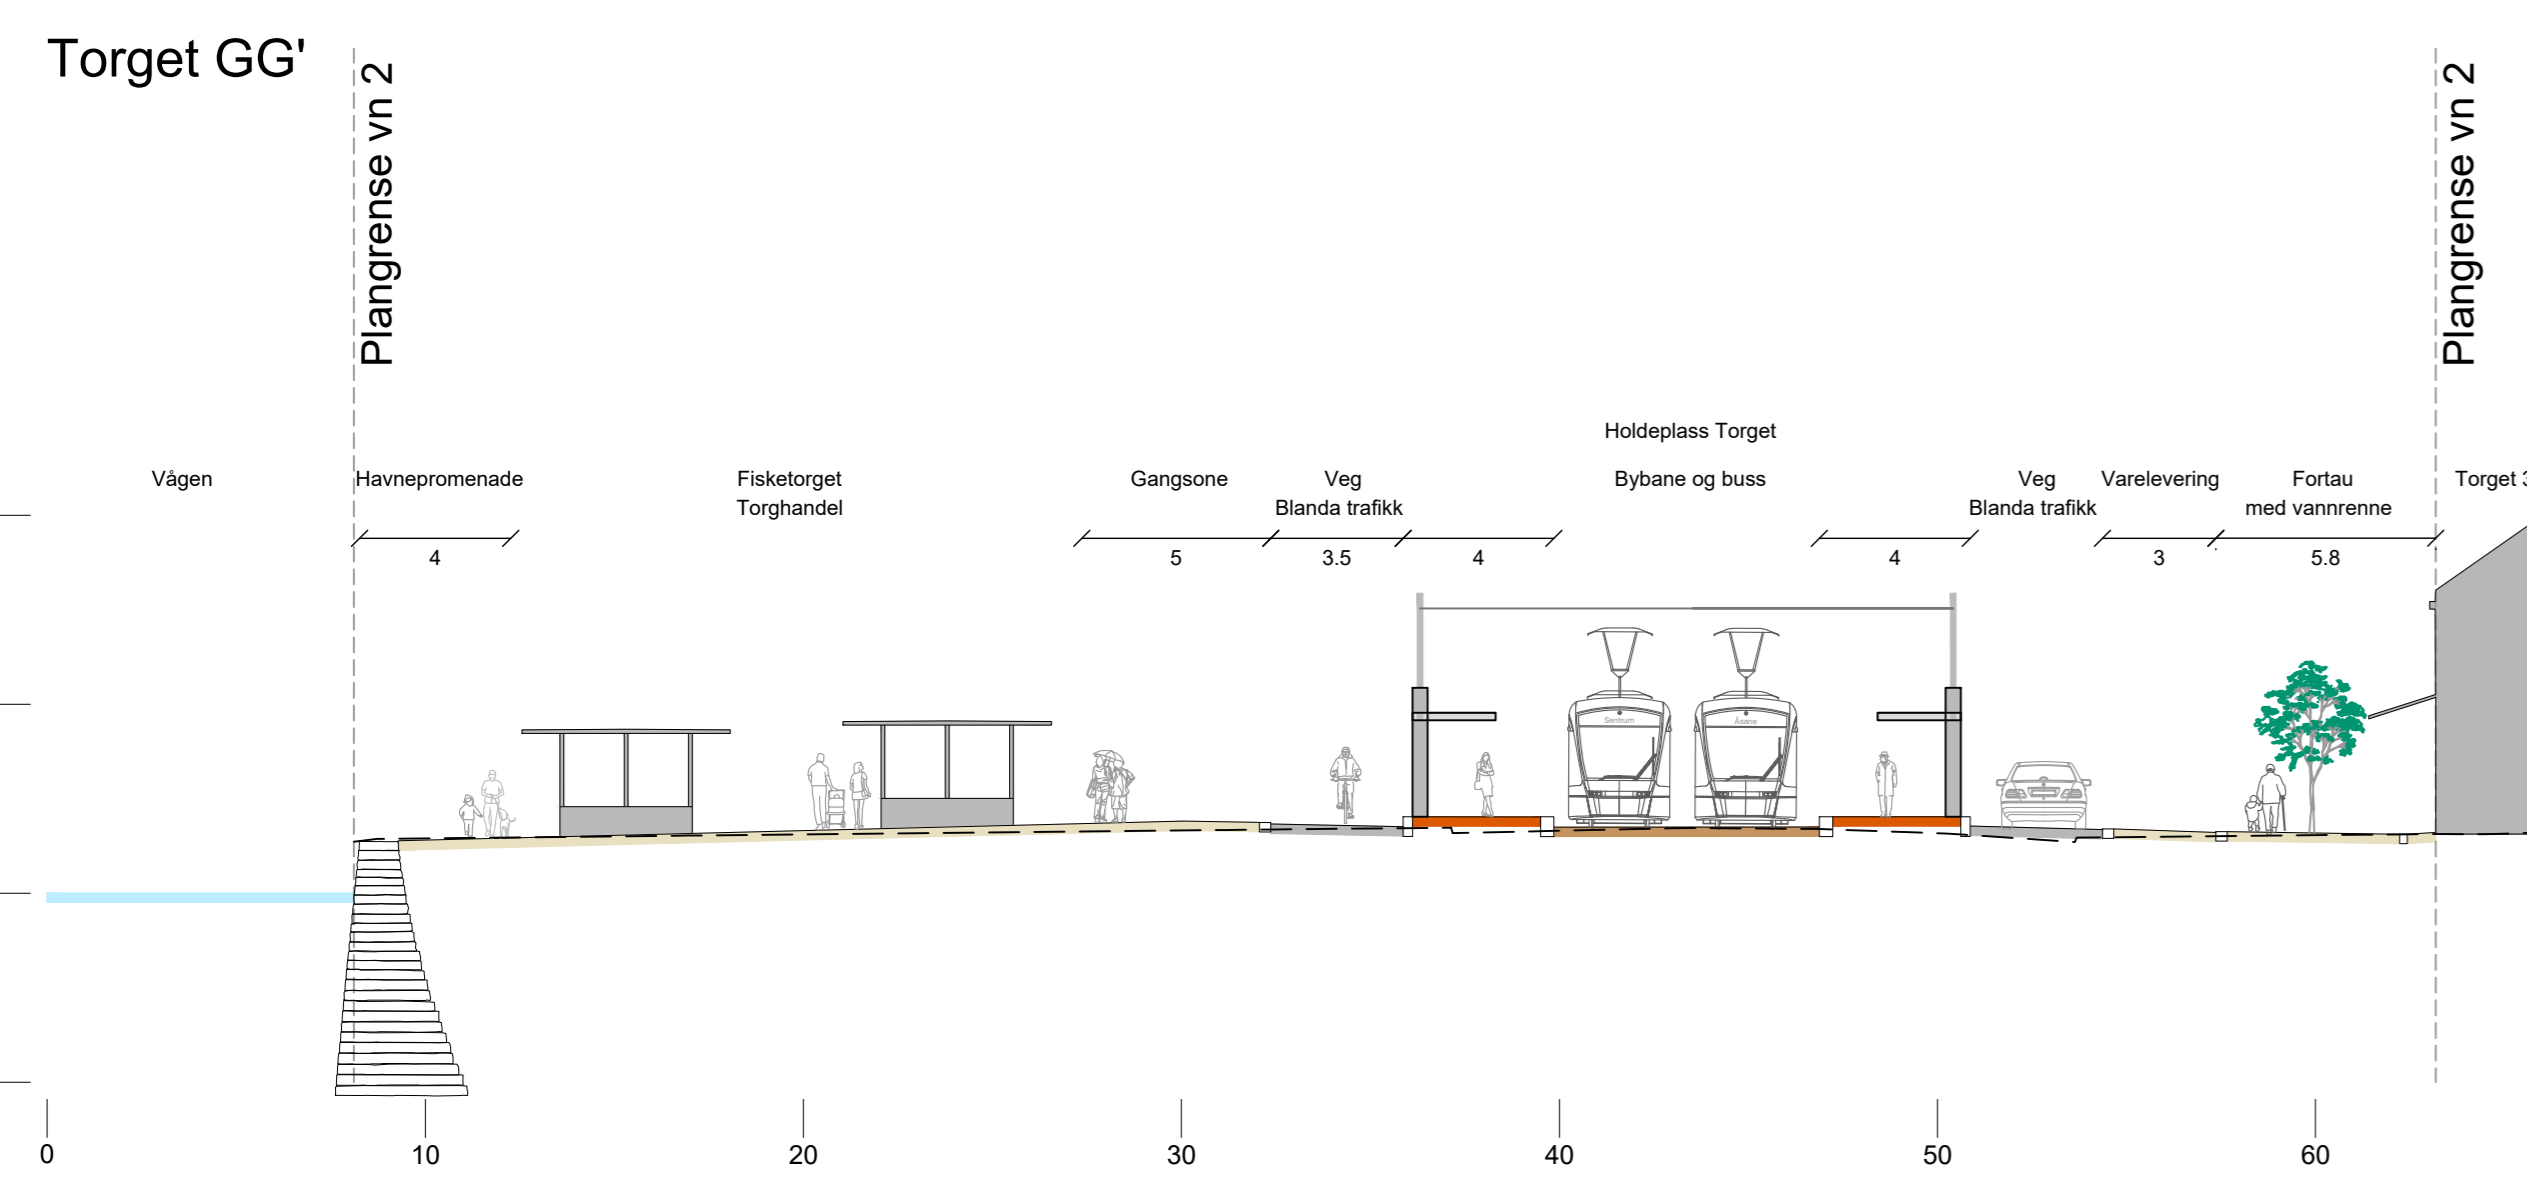 Torget GG'
Plangrense vn 2
Plangrense vn 2
Holdeplass Torget
Vågen
Havnepromenade
Fisketorget
Torghandel
Gangsone
Veg
Blanda trafikk
Bybane og buss
Veg
Blanda trafikk
Varelevering
Fortau
med vannrenne
Torget 3
4
5
3.5
4
4
3
5.8
Sentrum
Åsane
0
10
20
30
40
50
60